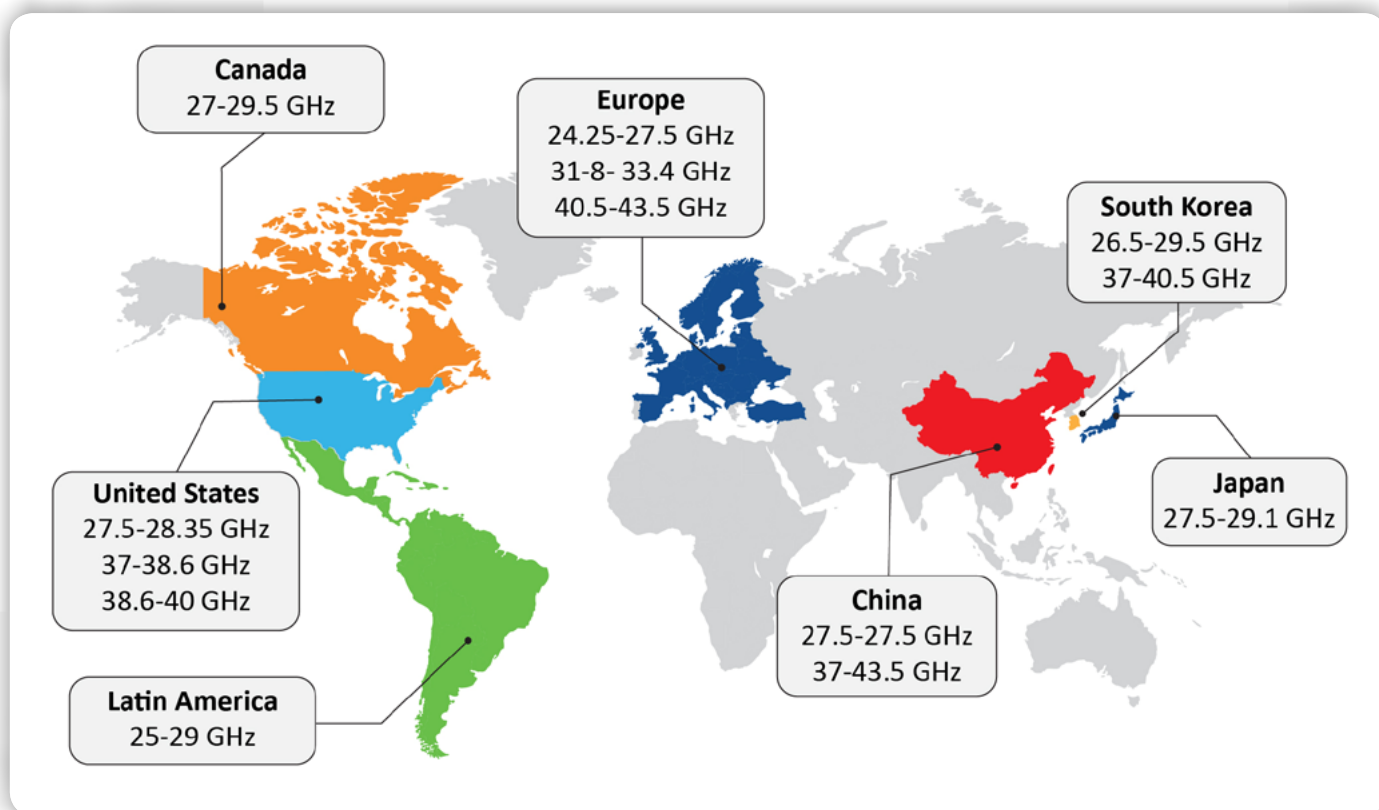 Canada
27-29.5 GHz
Europe
24.25-27.5 GHz
31-8- 33.4 GHz
40.5-43.5 GHz
South Korea
26.5-29.5 GHz
37-40.5 GHz
United States
27.5-28.35 GHz
37-38.6 GHz
38.6-40 GHz
Japan
27.5-29.1 GHz
China
27.5-27.5 GHz
37-43.5 GHz
Latin America
25-29 GHz